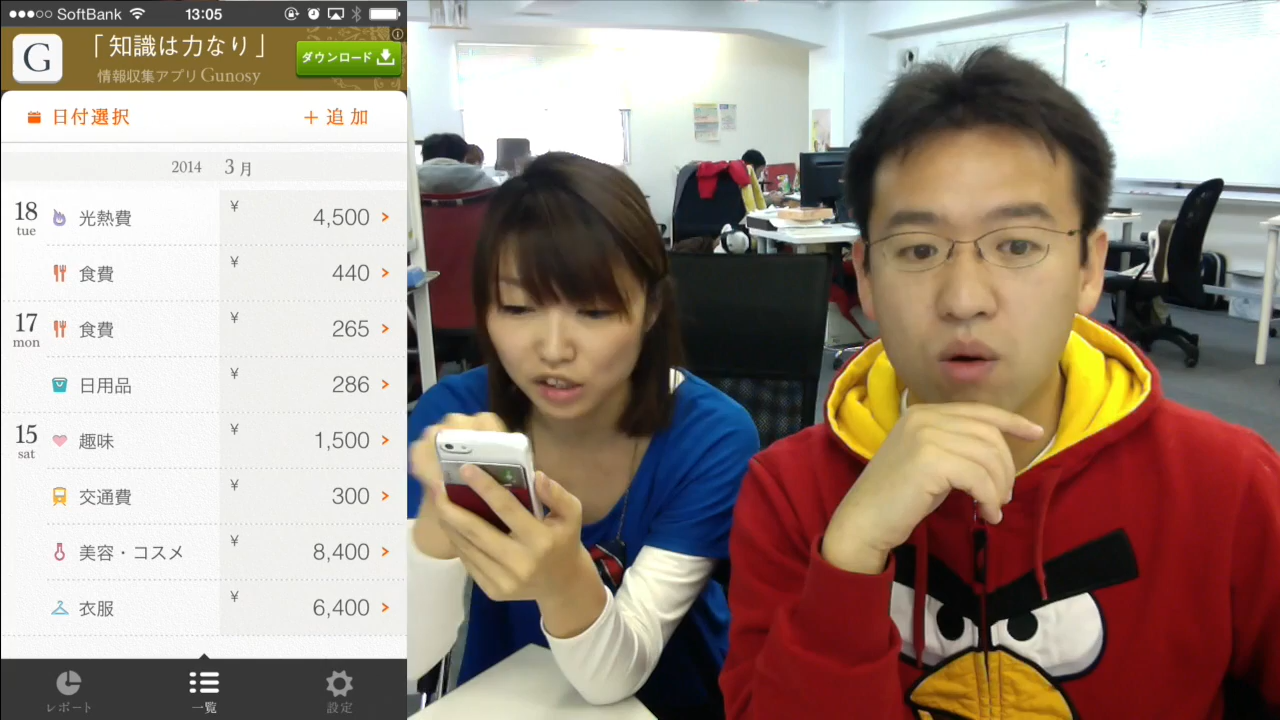 SoftBank 13:05
G 「知識は力なり」 ダウンロード
情報収集アプリ Gunosy
日付選択 + 追加
2014 3月
18 tue 光熱費 ¥ 4,500
食費 ¥ 440
17 mon 食費 ¥ 265
日用品 ¥ 286
15 sat 趣味 ¥ 1,500
交通費 ¥ 300
美容・コスメ ¥ 8,400
衣服 ¥ 6,400
レポート 一覧 設定